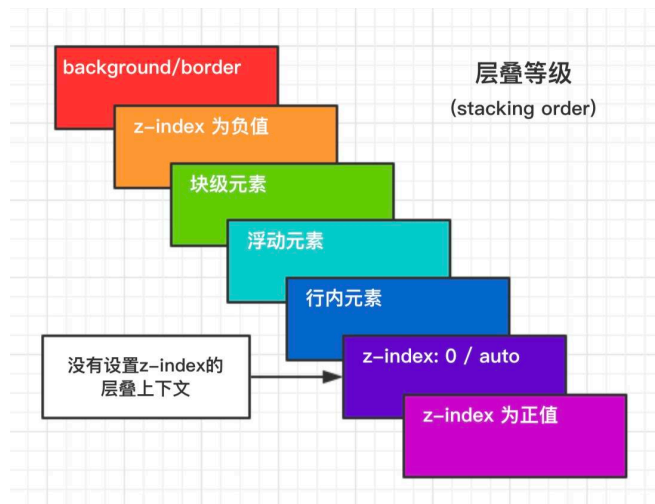 background/border
层叠等级
(stacking order)
z-index 为负值
块级元素
浮动元素
行内元素
没有设置z-index的
层叠上下文
z-index: 0 / auto
z-index 为正值